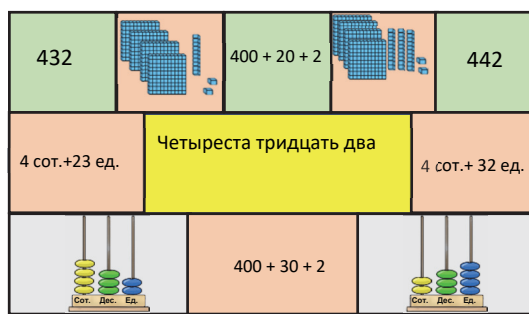 432
400 + 20 + 2
442
4 сот.+23 ед.
Четыреста тридцать два
4 сот.+ 32 ед.
Сот. Дес. Ед.
400 + 30 + 2
Сот. Дес. Ед.